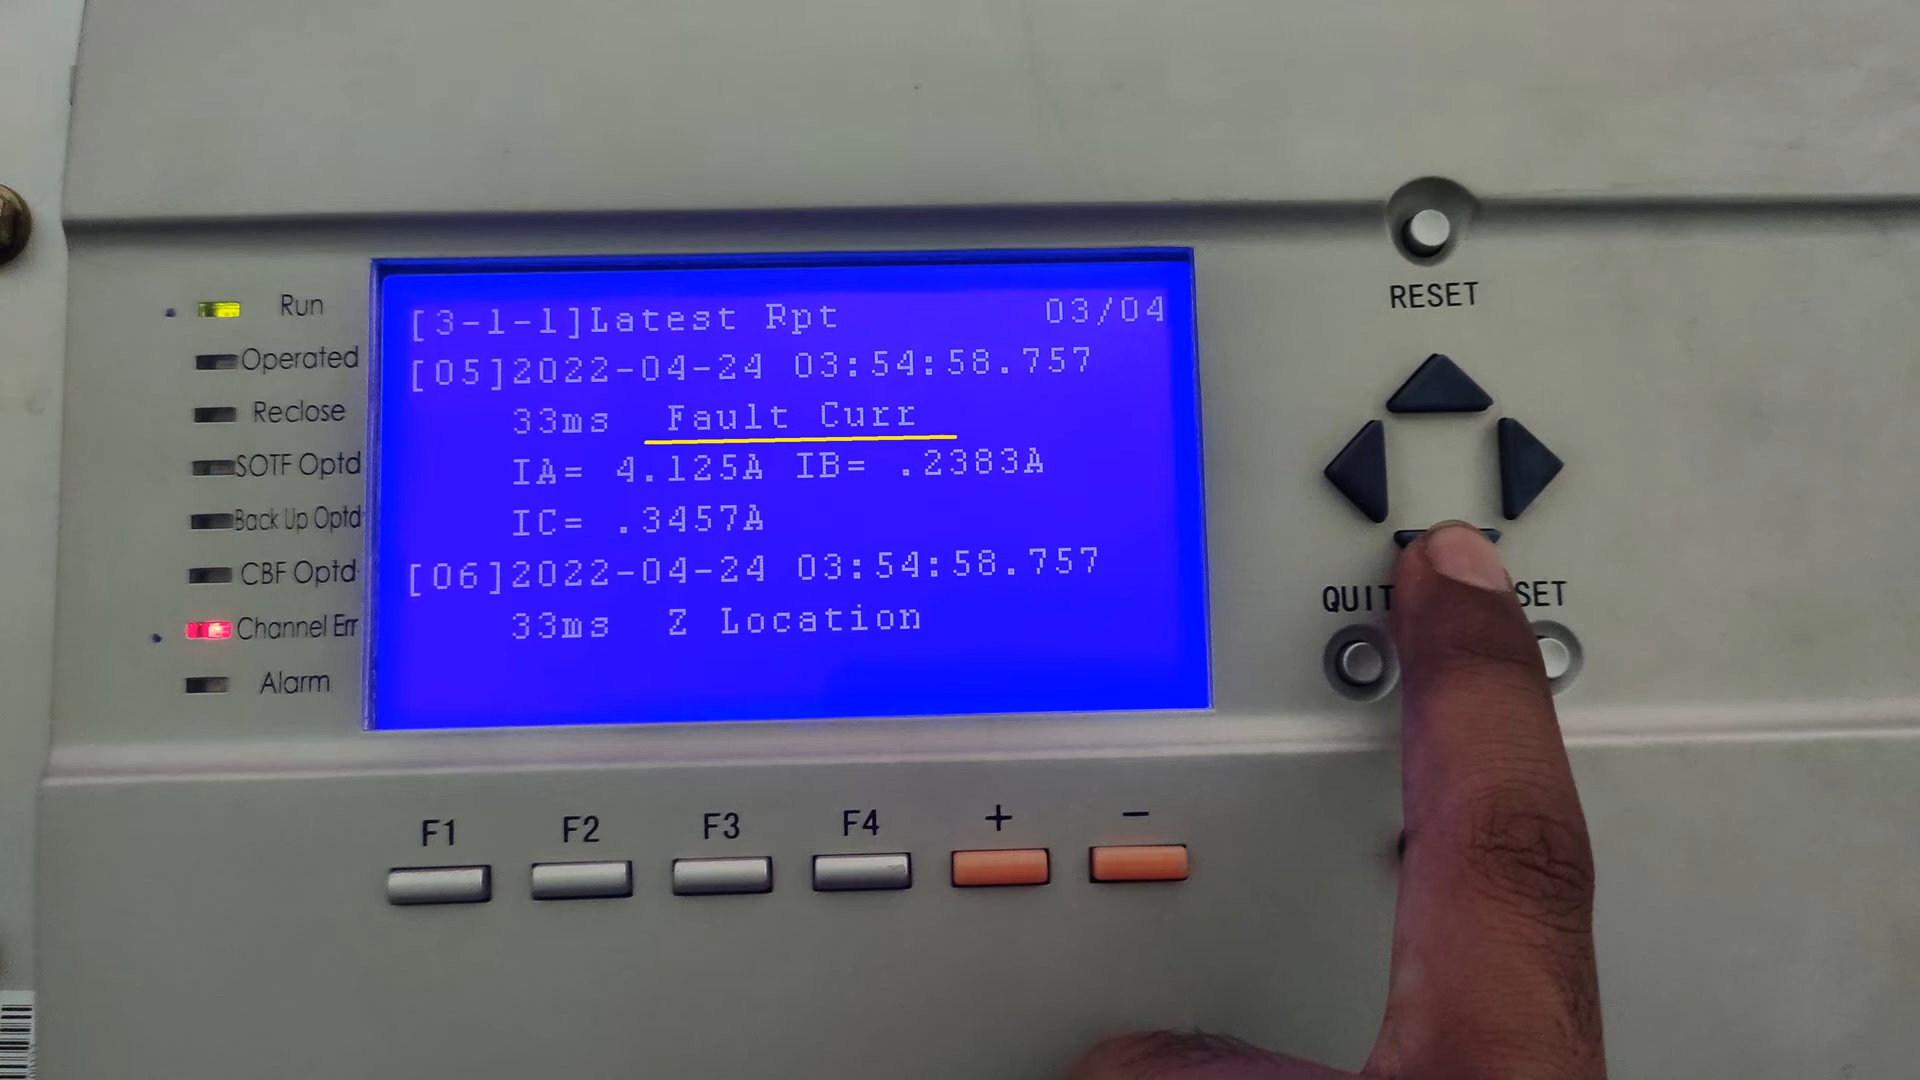 [3-1-1]Latest Rpt 03/04
[05]2022-04-24 03:54:58.757
33ms Fault Curr
IA= 4.125A IB= .2383A
IC= .3457A
[06]2022-04-24 03:54:58.757
33ms Z Location
Run
Operated
Reclose
SOTF Optd
Back Up Optd
CBF Optd
Channel Err
Alarm
RESET
QUIT SET
F1 F2 F3 F4 + -